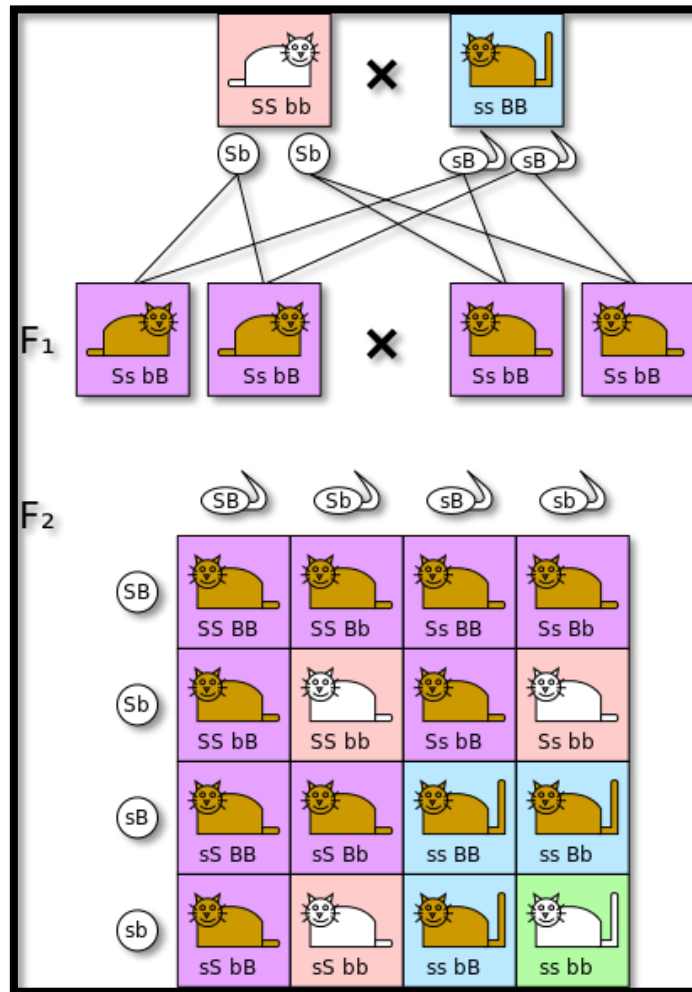 SS bb ss BB
Sb Sb sB sB
F₁
Ss bB Ss bB Ss bB Ss bB
F₂
SB Sb sB sb
SB
SS BB SS Bb Ss BB Ss Bb
Sb
SS bB SS bb Ss bB Ss bb
sB
sS BB sS Bb ss BB ss Bb
sb
sS bB sS bb ss bB ss bb